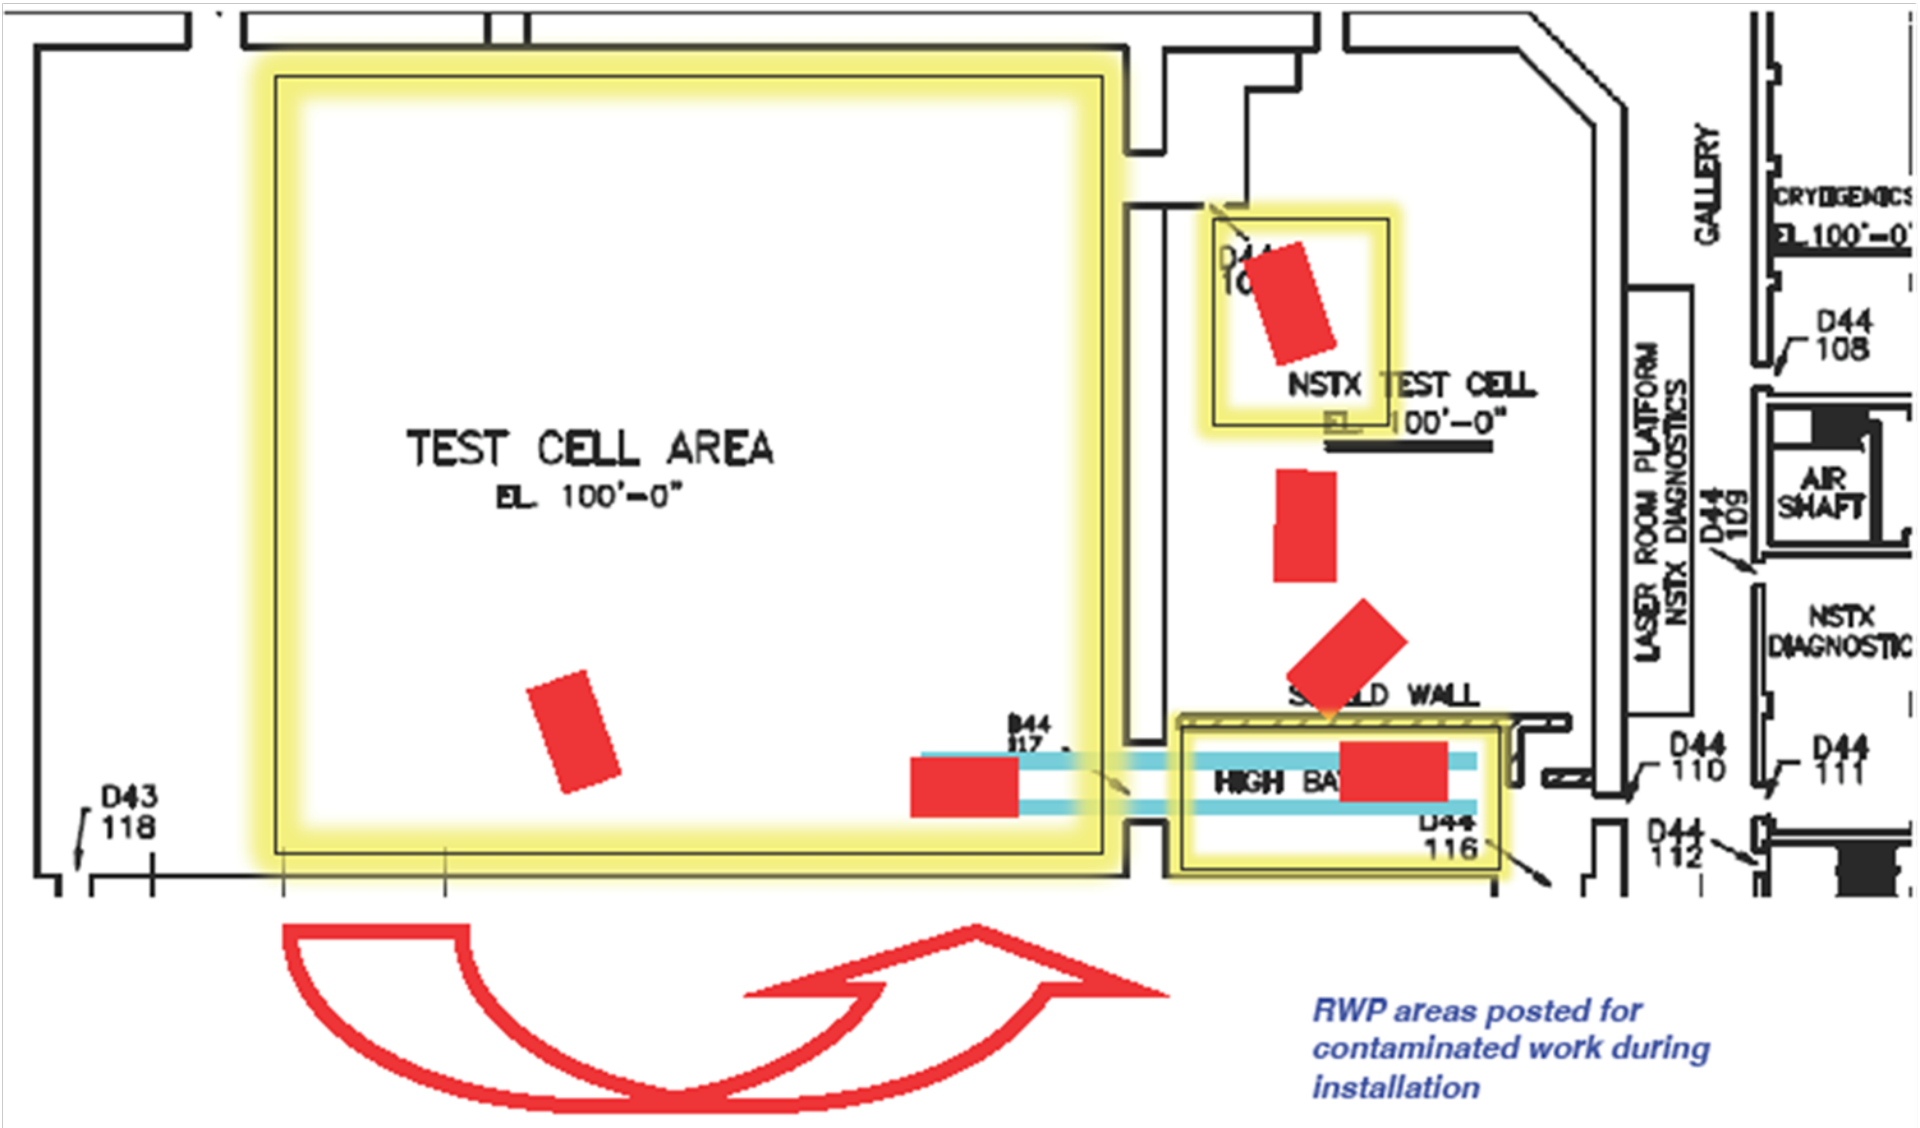 GALLERY
CRYOGENICS
EL.100'-0"
D44
108
NSTX TEST CELL
EL. 100'-0"
TEST CELL AREA
EL. 100'-0"
LASER ROOM PLATFORM
NSTX DIAGNOSTICS
AIR
SHAFT
D44
109
NSTX
DIAGNOSTIC
WALL
D44
117
HIGH
D44
116
D44
110
D44
111
D44
112
D43
118
RWP areas posted for
contaminated work during
installation